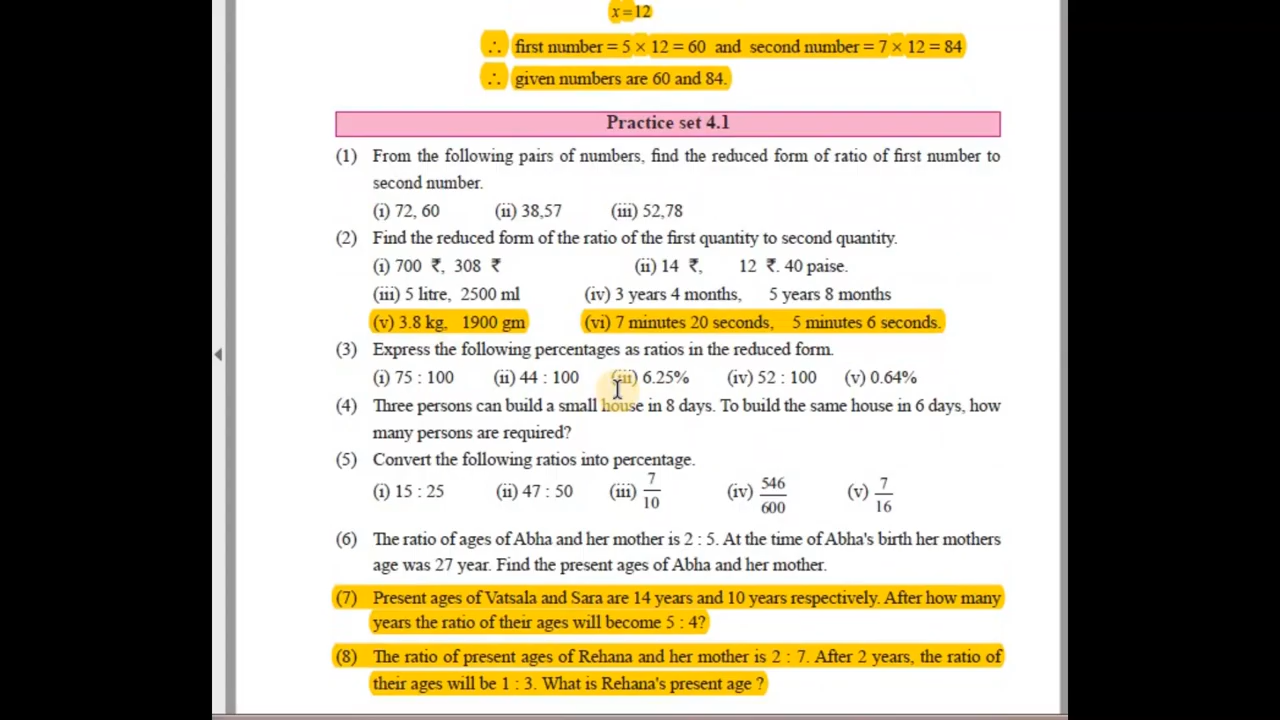 x = 12
∴ first number = 5 × 12 = 60 and second number = 7 × 12 = 84
∴ given numbers are 60 and 84.
Practice set 4.1
(1) From the following pairs of numbers, find the reduced form of ratio of first number to
second number.
(i) 72, 60 (ii) 38,57 (iii) 52,78
(2) Find the reduced form of the ratio of the first quantity to second quantity.
(i) 700 ₹, 308 ₹ (ii) 14 ₹, 12 ₹. 40 paise.
(iii) 5 litre, 2500 ml (iv) 3 years 4 months, 5 years 8 months
(v) 3.8 kg, 1900 gm (vi) 7 minutes 20 seconds, 5 minutes 6 seconds.
(3) Express the following percentages as ratios in the reduced form.
(i) 75 : 100 (ii) 44 : 100 (iii) 6.25% (iv) 52 : 100 (v) 0.64%
(4) Three persons can build a small house in 8 days. To build the same house in 6 days, how
many persons are required?
(5) Convert the following ratios into percentage.
(i) 15 : 25 (ii) 47 : 50 (iii) 7/10 (iv) 546/600 (v) 7/16
(6) The ratio of ages of Abha and her mother is 2 : 5. At the time of Abha's birth her mothers
age was 27 year. Find the present ages of Abha and her mother.
(7) Present ages of Vatsala and Sara are 14 years and 10 years respectively. After how many
years the ratio of their ages will become 5 : 4?
(8) The ratio of present ages of Rehana and her mother is 2 : 7. After 2 years, the ratio of
their ages will be 1 : 3. What is Rehana's present age ?